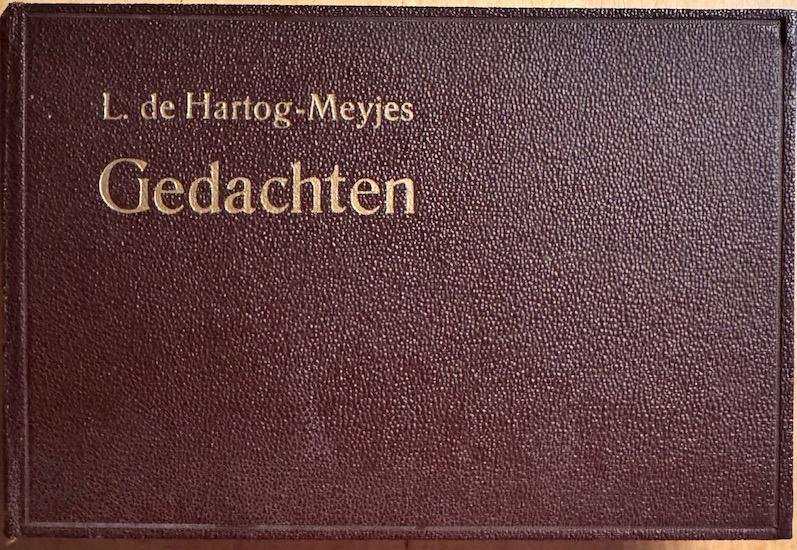 L. de Hartog-Meyjes
Gedachten